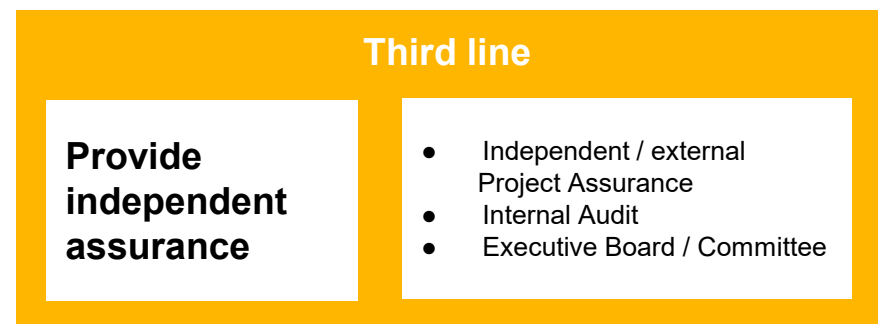 Third line
Provide
independent
assurance
● Independent / external
Project Assurance
● Internal Audit
● Executive Board / Committee